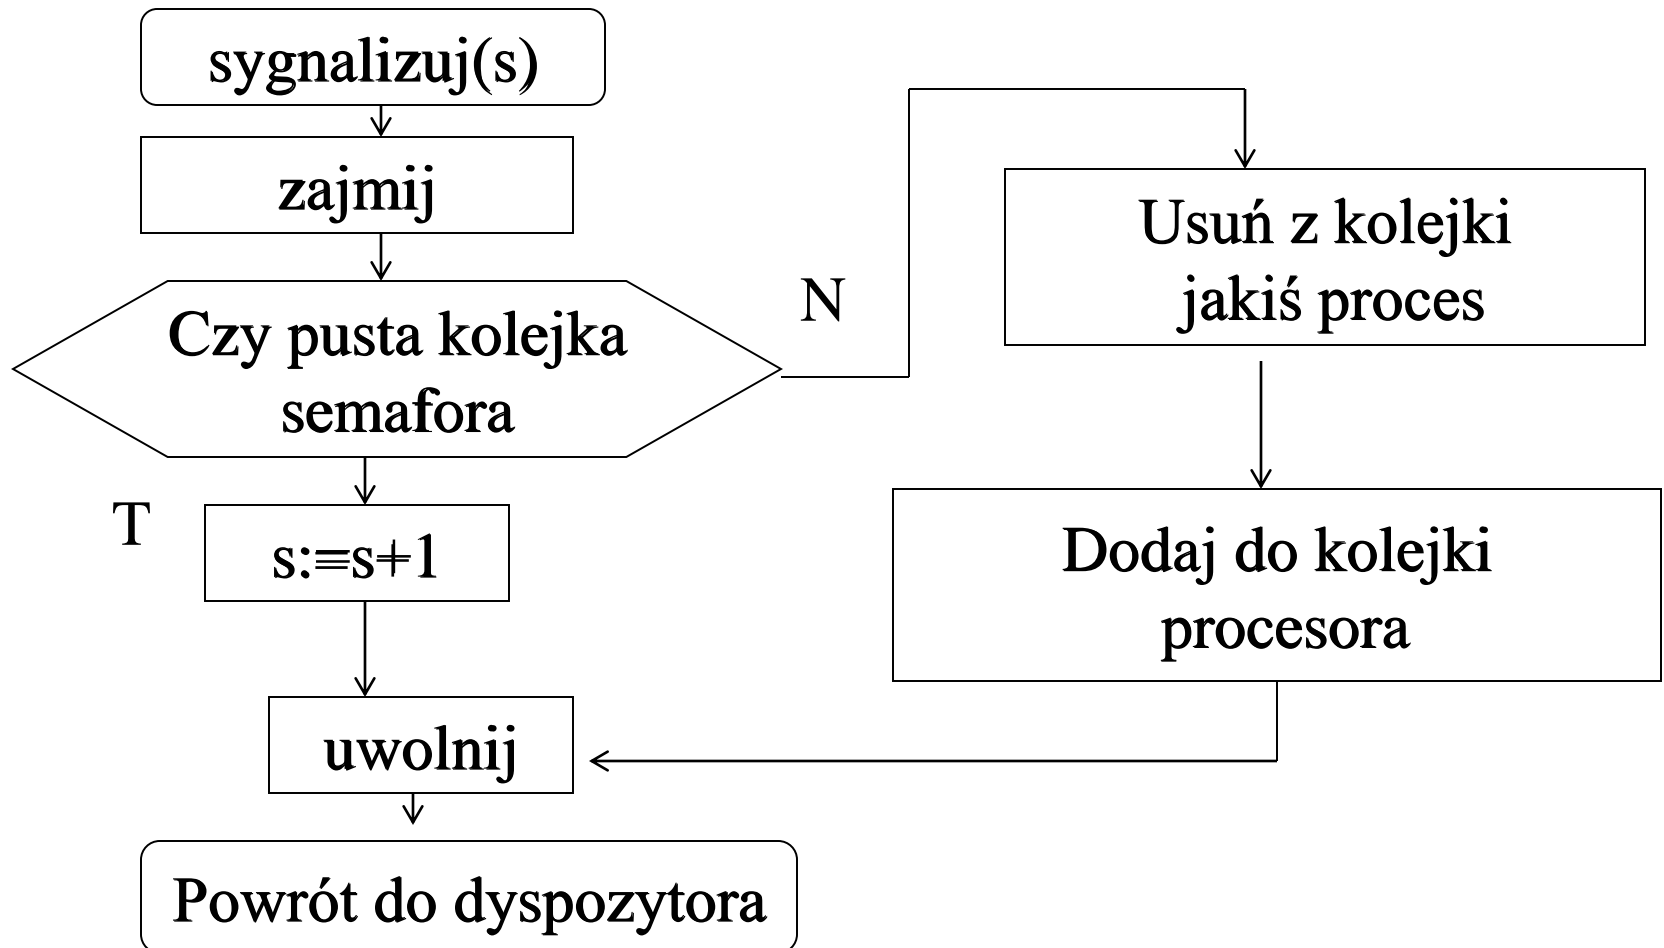 sygnalizuj(s)
zajmij
Czy pusta kolejka
semafora
N
Usuń z kolejki
jakiś proces
T
s:=s+1
Dodaj do kolejki
procesora
uwolnij
Powrót do dyspozytora